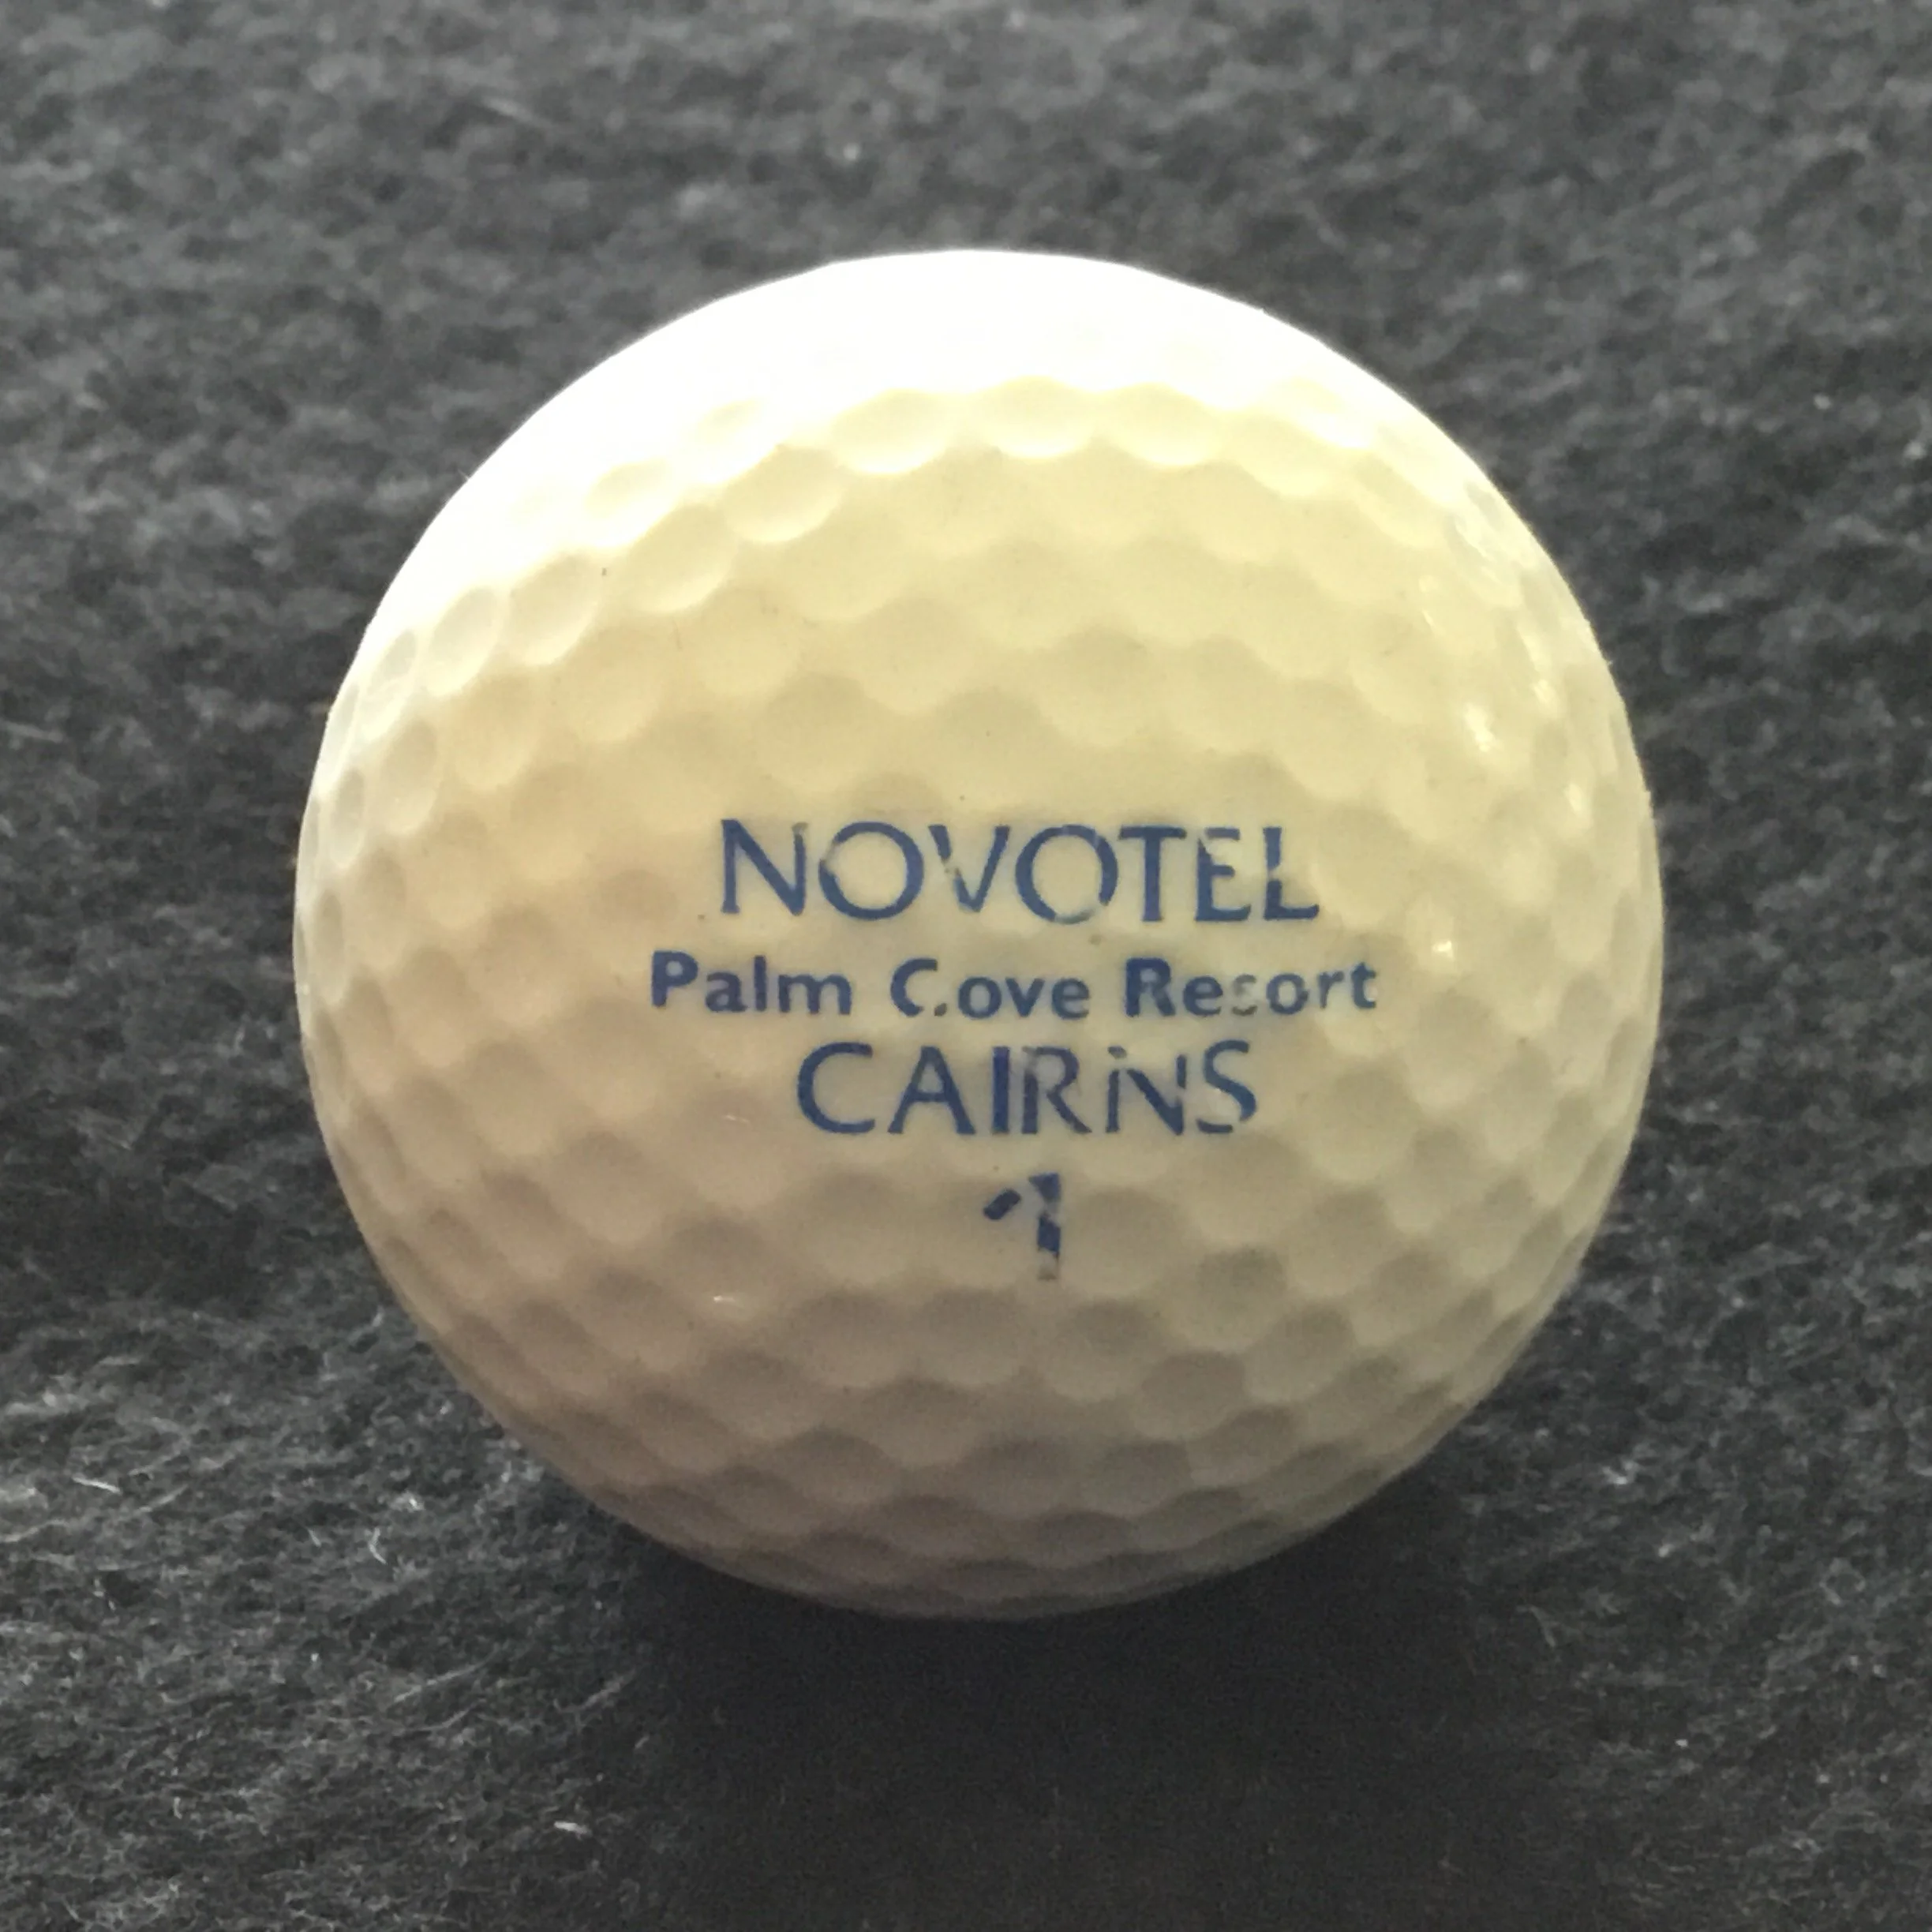 NOVOTEL
Palm Cove Resort
CAIRNS
1